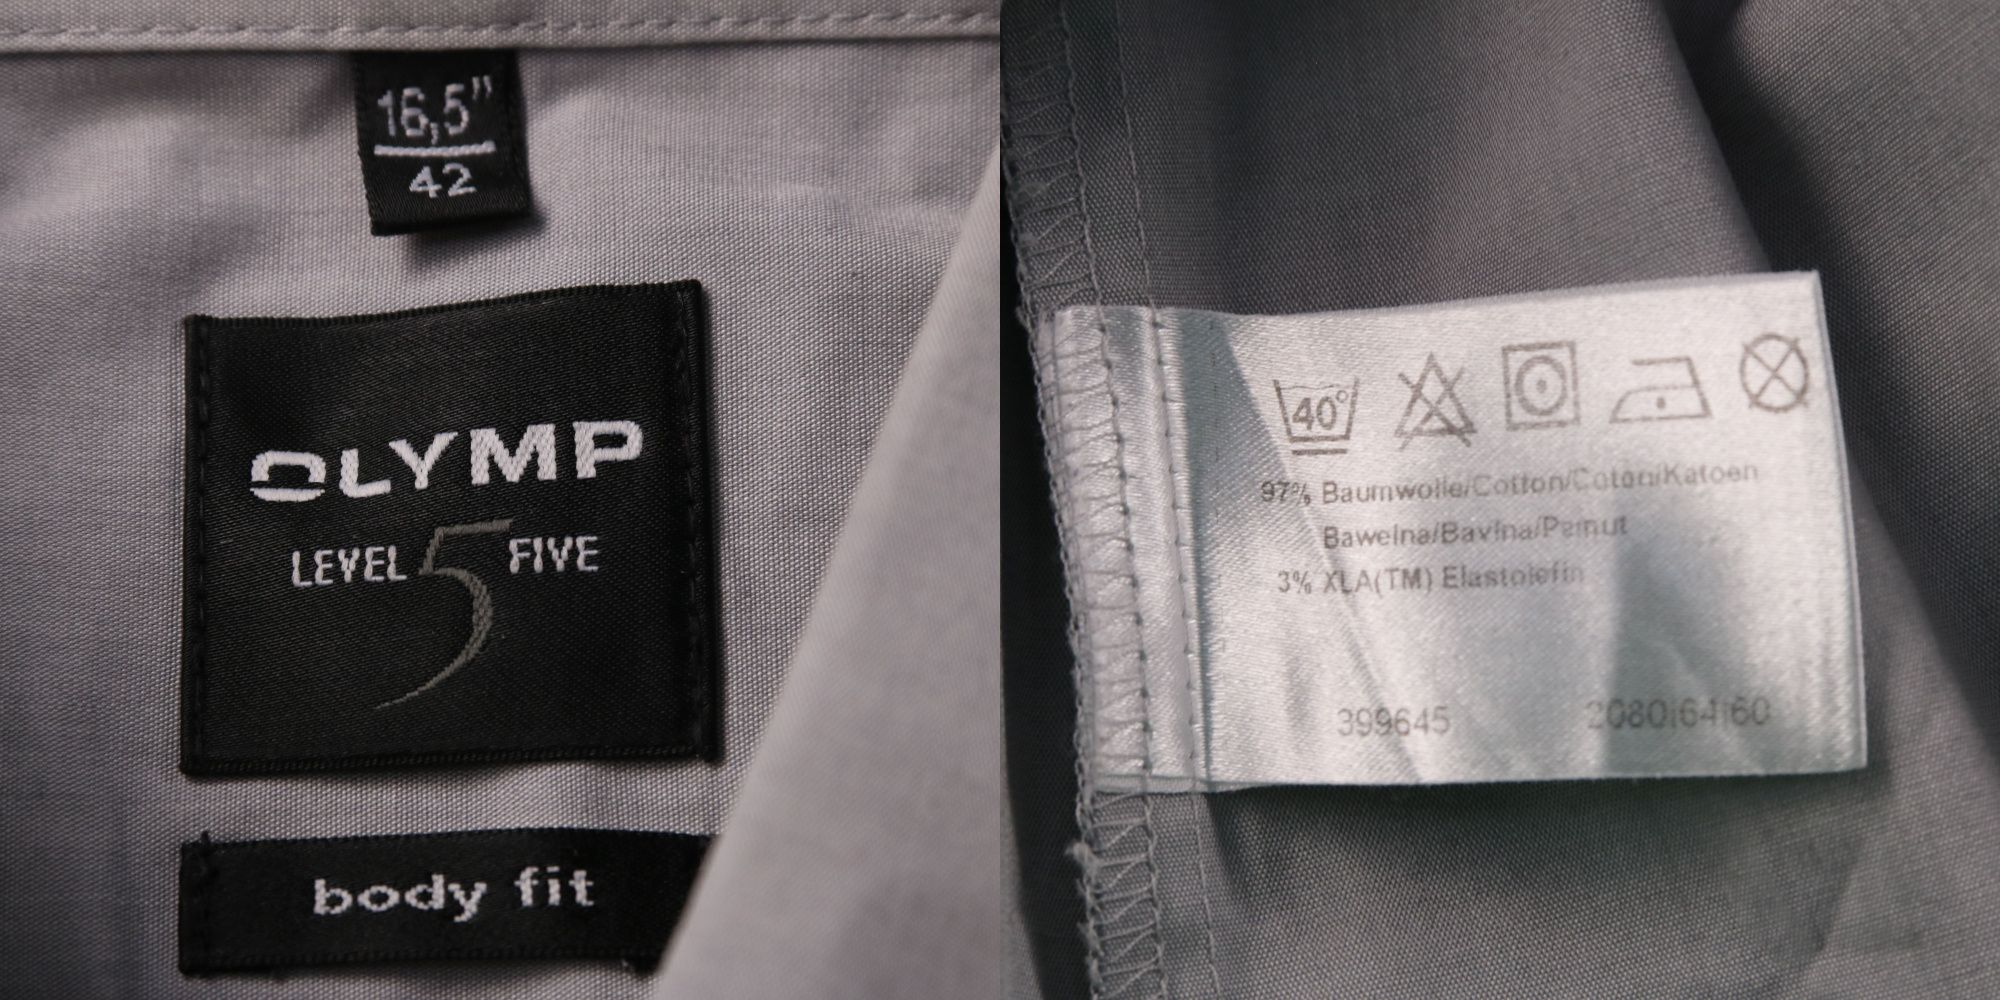 16,5"
42
OLYMP
LEVEL 5 FIVE
body fit
40°
97% Baumwolle/Cotton/Coton/Katoen
Bawelna/Bavlna/Pamut
3% XLA(TM) Elastolefin
399645
2080|64|60